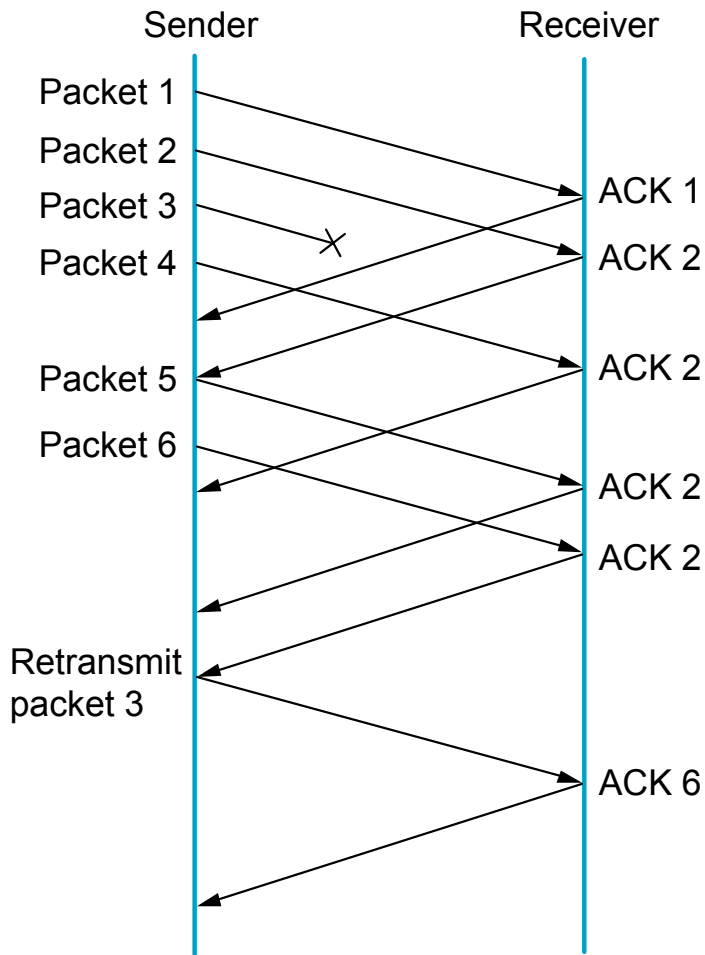 Sender
Receiver
Packet 1
Packet 2
ACK 1
Packet 3
ACK 2
Packet 4
ACK 2
Packet 5
Packet 6
ACK 2
ACK 2
Retransmit
packet 3
ACK 6